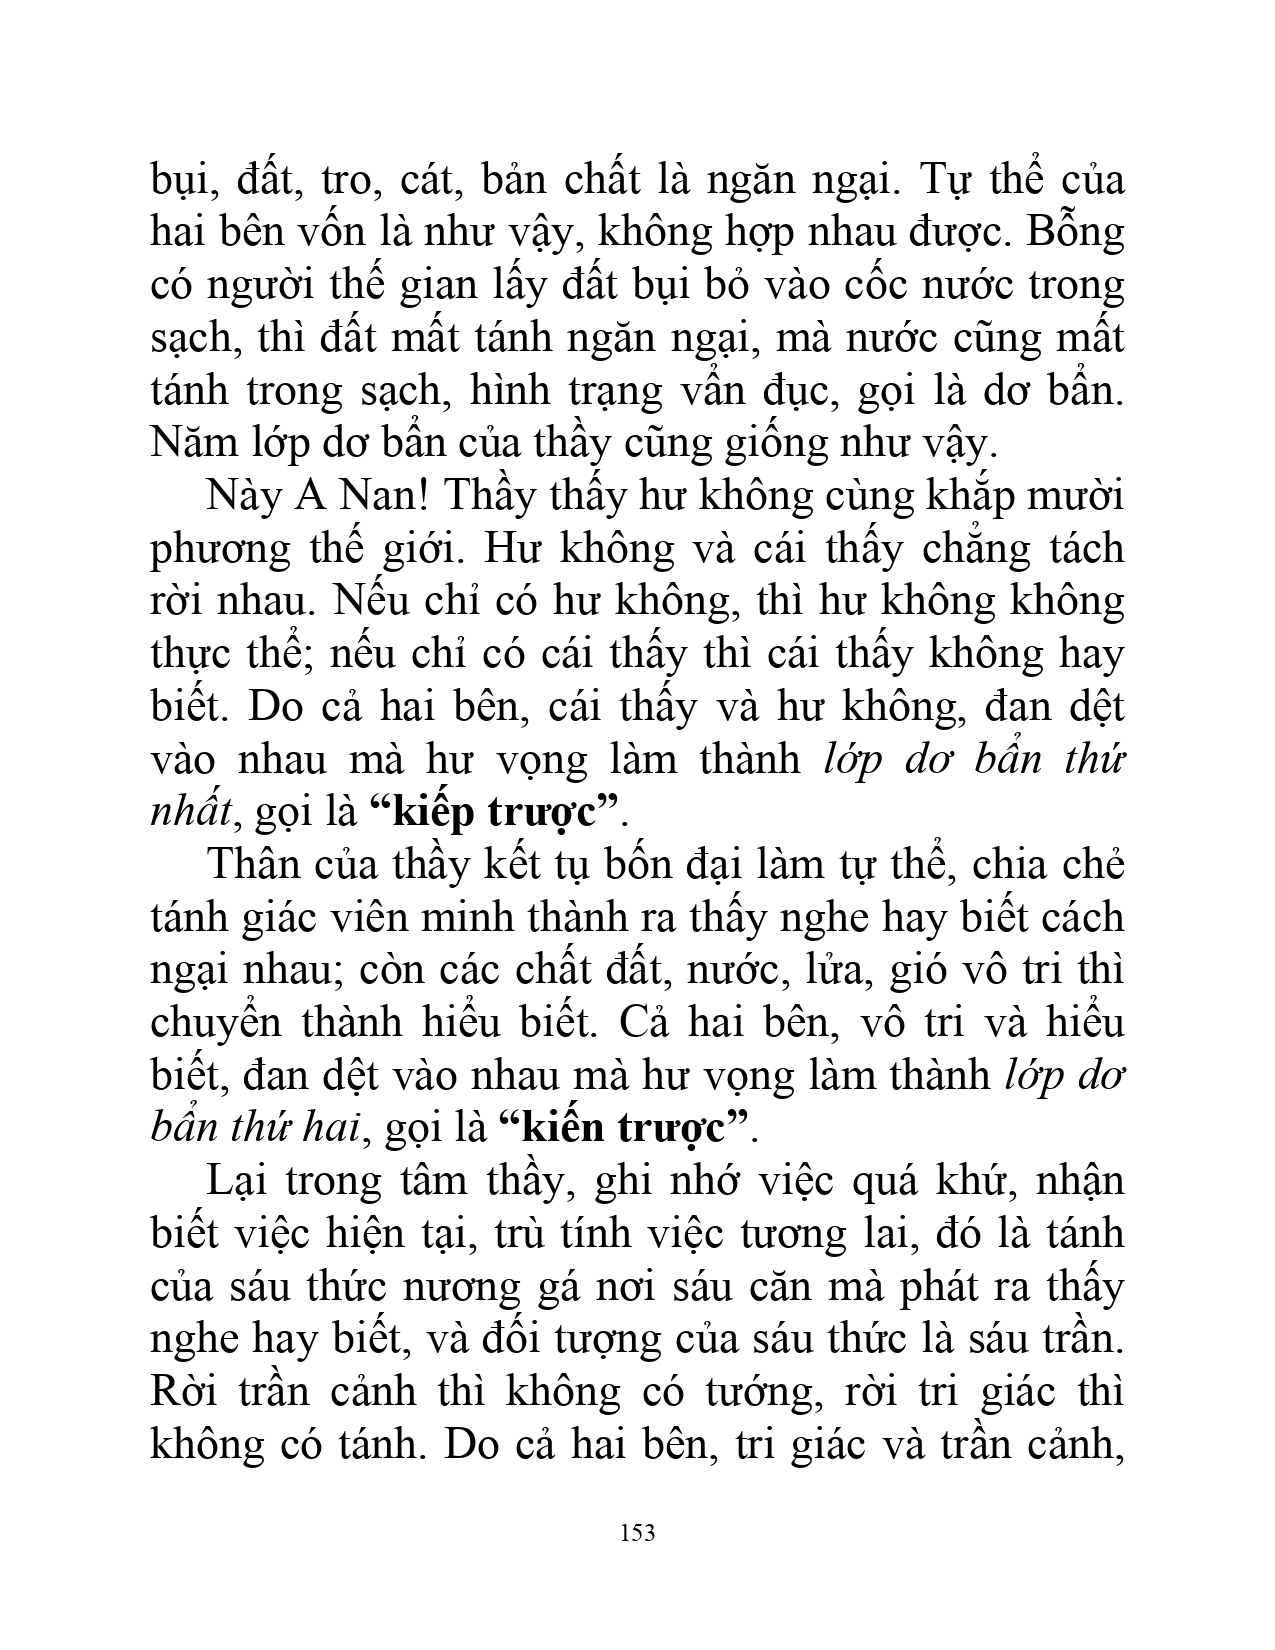 bụi, đất, tro, cát, bản chất là ngăn ngại. Tự thể của
hai bên vốn là như vậy, không hợp nhau được. Bỗng
có người thế gian lấy đất bụi bỏ vào cốc nước trong
sạch, thì đất mất tánh ngăn ngại, mà nước cũng mất
tánh trong sạch, hình trạng vẩn đục, gọi là dơ bẩn.
Năm lớp dơ bẩn của thầy cũng giống như vậy.
Này A Nan! Thầy thấy hư không cùng khắp mười
phương thế giới. Hư không và cái thấy chẳng tách
rời nhau. Nếu chỉ có hư không, thì hư không không
thực thể; nếu chỉ có cái thấy thì cái thấy không hay
biết. Do cả hai bên, cái thấy và hư không, đan dệt
vào nhau mà hư vọng làm thành lớp dơ bẩn thứ
nhất, gọi là “kiếp trược”.
Thân của thầy kết tụ bốn đại làm tự thể, chia chẻ
tánh giác viên minh thành ra thấy nghe hay biết cách
ngại nhau; còn các chất đất, nước, lửa, gió vô tri thì
chuyển thành hiểu biết. Cả hai bên, vô tri và hiểu
biết, đan dệt vào nhau mà hư vọng làm thành lớp dơ
bẩn thứ hai, gọi là “kiến trược”.
Lại trong tâm thầy, ghi nhớ việc quá khứ, nhận
biết việc hiện tại, trù tính việc tương lai, đó là tánh
của sáu thức nương gá nơi sáu căn mà phát ra thấy
nghe hay biết, và đối tượng của sáu thức là sáu trần.
Rời trần cảnh thì không có tướng, rời tri giác thì
không có tánh. Do cả hai bên, tri giác và trần cảnh,
153